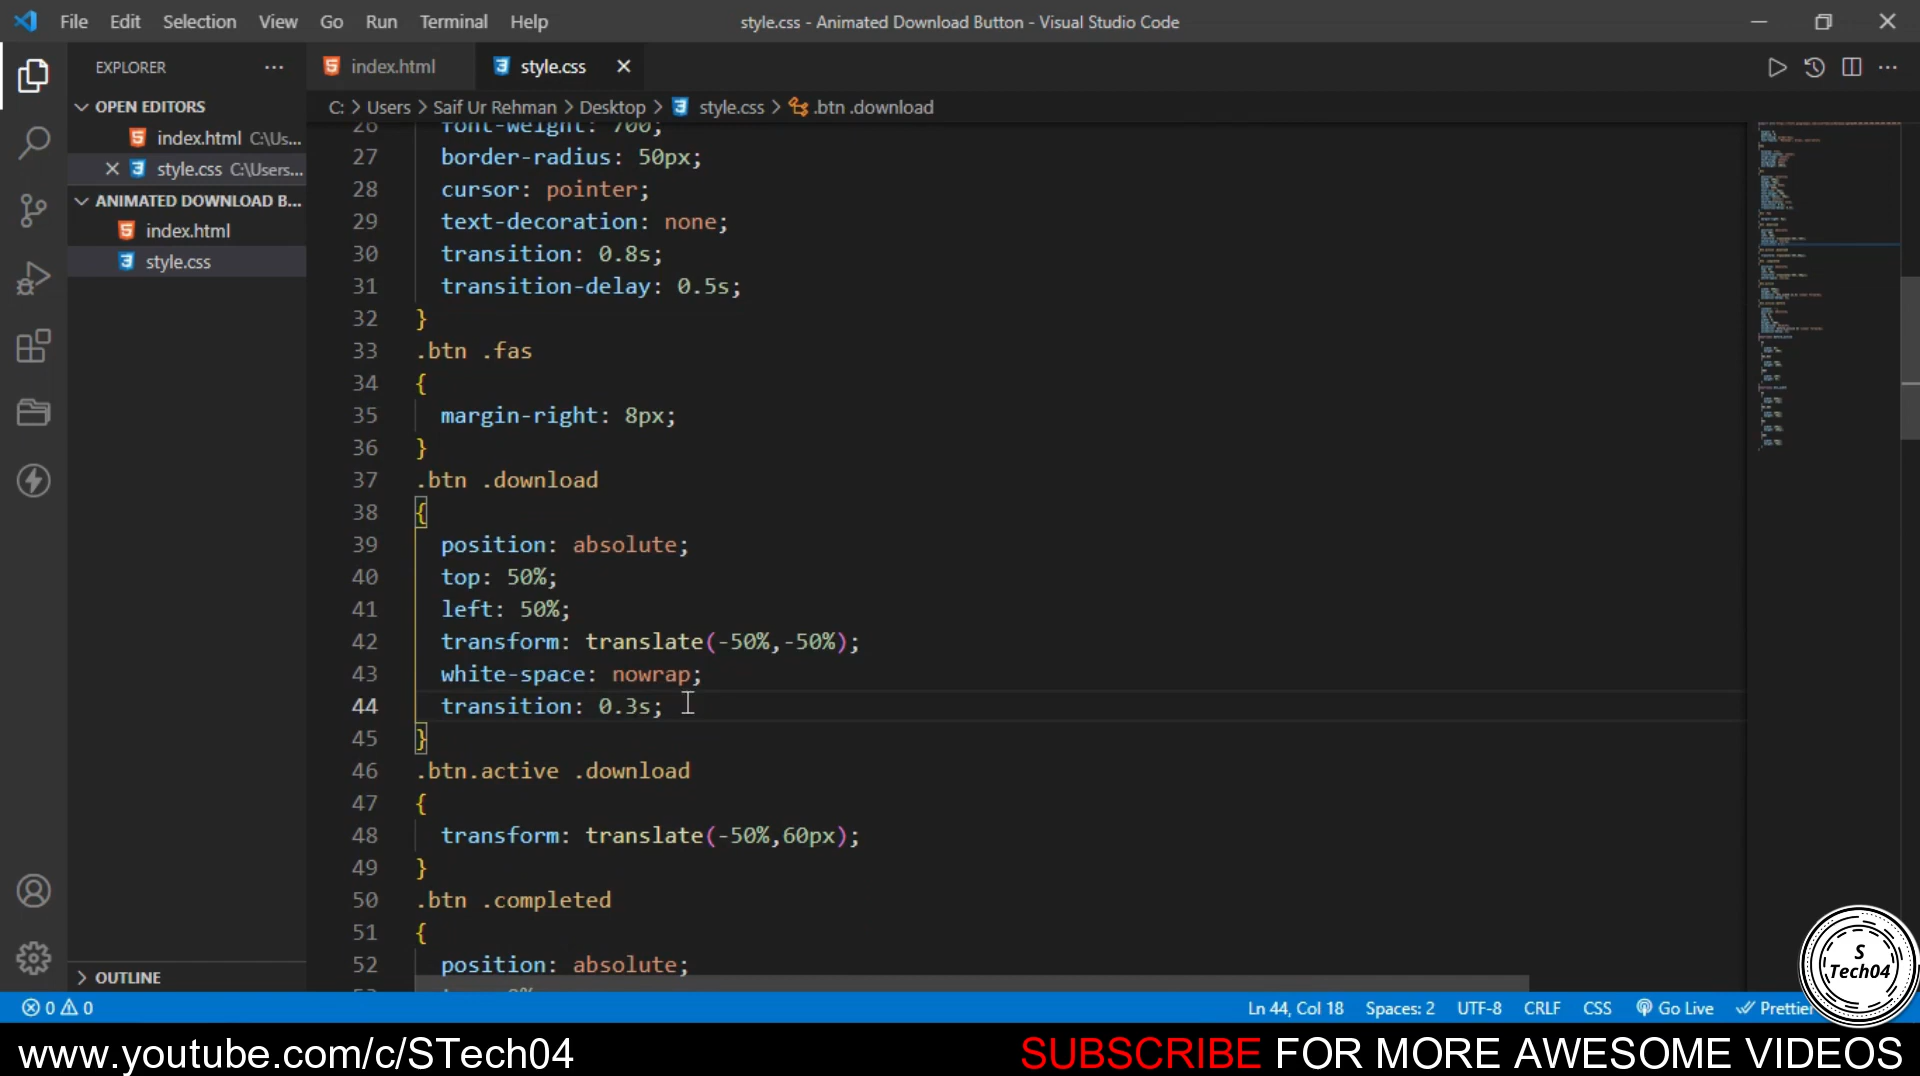 File Edit Selection View Go Run Terminal Help
style.css - Animated Download Button - Visual Studio Code
EXPLORER
index.html
style.css
C: > Users > Saif Ur Rehman > Desktop > style.css > .btn .download
OPEN EDITORS
index.html C:\Us...
style.css C:\Users...
ANIMATED DOWNLOAD B...
index.html
style.css
OUTLINE
26 font-weight: 700;
27 border-radius: 50px;
28 cursor: pointer;
29 text-decoration: none;
30 transition: 0.8s;
31 transition-delay: 0.5s;
32 }
33 .btn .fas
34 {
35 margin-right: 8px;
36 }
37 .btn .download
38 {
39 position: absolute;
40 top: 50%;
41 left: 50%;
42 transform: translate(-50%,-50%);
43 white-space: nowrap;
44 transition: 0.3s;
45 }
46 .btn.active .download
47 {
48 transform: translate(-50%,60px);
49 }
50 .btn .completed
51 {
52 position: absolute;
0 0
Ln 44, Col 18 Spaces: 2 UTF-8 CRLF CSS Go Live Prettier
S
Tech04
www.youtube.com/c/STech04
SUBSCRIBE FOR MORE AWESOME VIDEOS